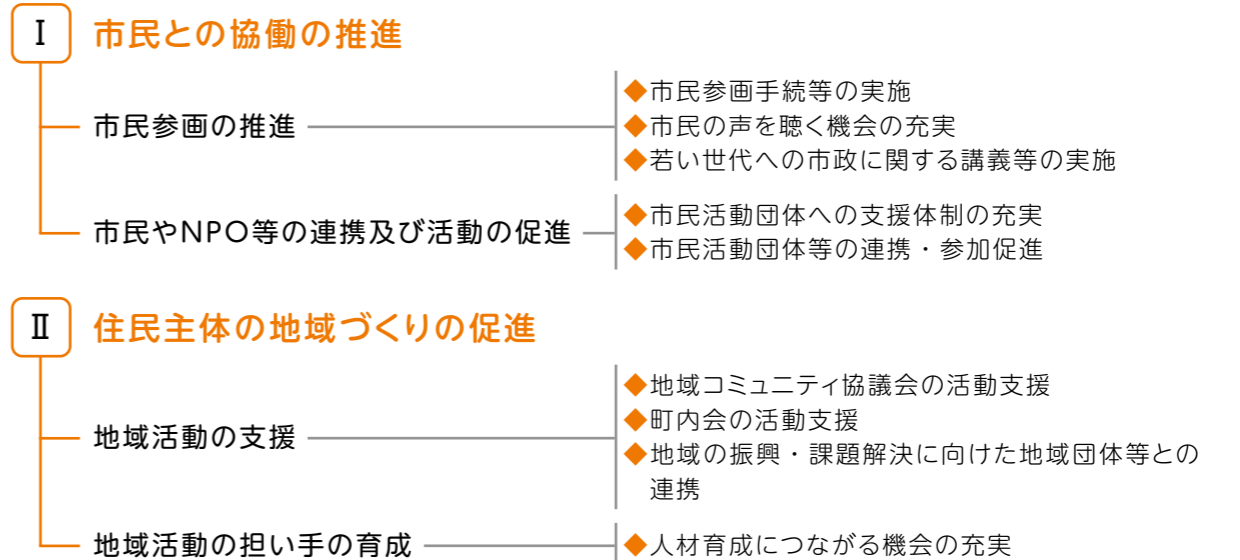 Ⅰ 市民との協働の推進
市民参画の推進
◆市民参画手続等の実施
◆市民の声を聴く機会の充実
◆若い世代への市政に関する講義等の実施
市民やNPO等の連携及び活動の促進
◆市民活動団体への支援体制の充実
◆市民活動団体等の連携・参加促進
Ⅱ 住民主体の地域づくりの促進
地域活動の支援
◆地域コミュニティ協議会の活動支援
◆町内会の活動支援
◆地域の振興・課題解決に向けた地域団体等との
連携
地域活動の担い手の育成
◆人材育成につながる機会の充実